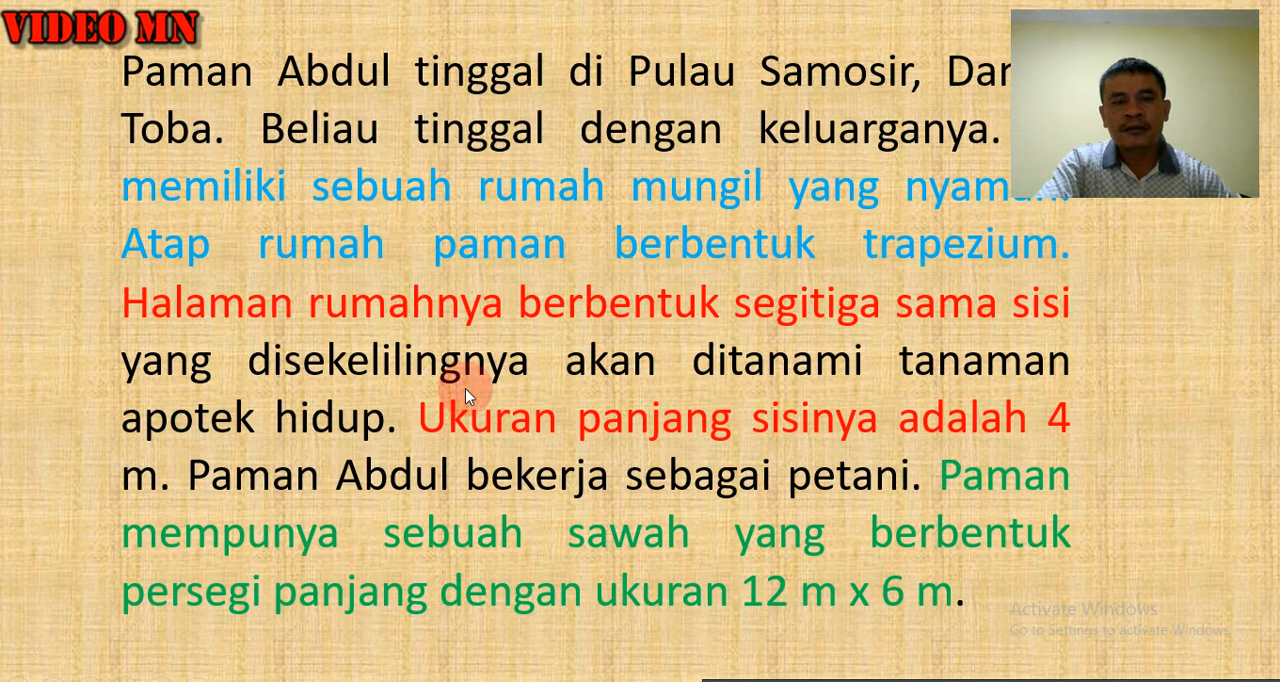 VIDEO MN
Paman Abdul tinggal di Pulau Samosir,
Toba. Beliau tinggal dengan keluarganya.
memiliki sebuah rumah mungil yang
Atap rumah paman berbentuk trapezium.
Halaman rumahnya berbentuk segitiga sama sisi
yang disekelilingnya akan ditanami tanaman
apotek hidup. Ukuran panjang sisinya adalah 4
m. Paman Abdul bekerja sebagai petani. Paman
mempunya sebuah sawah yang berbentuk
persegi panjang dengan ukuran 12 m x 6 m.
Activate Windows
Go to Settings to activate Windows.